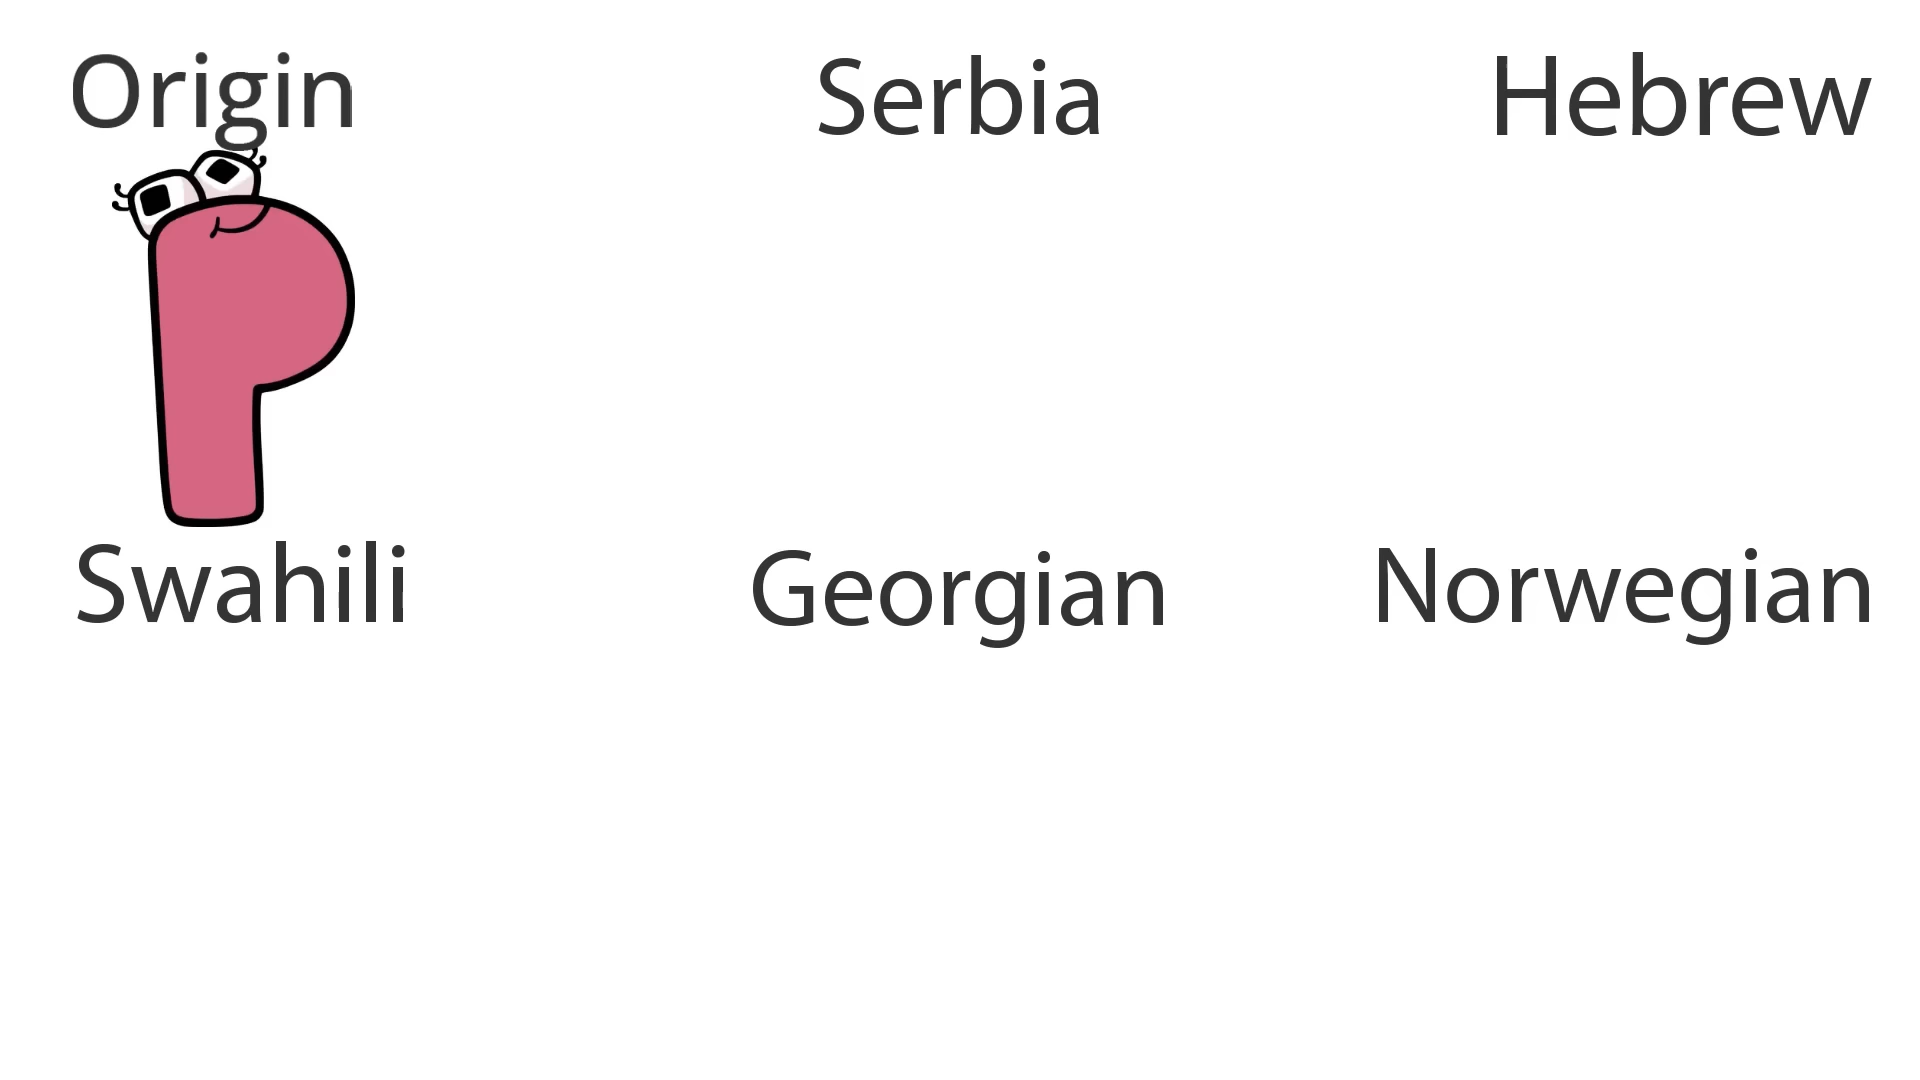 Origin
Serbia
Hebrew
P
Swahili
Georgian
Norwegian